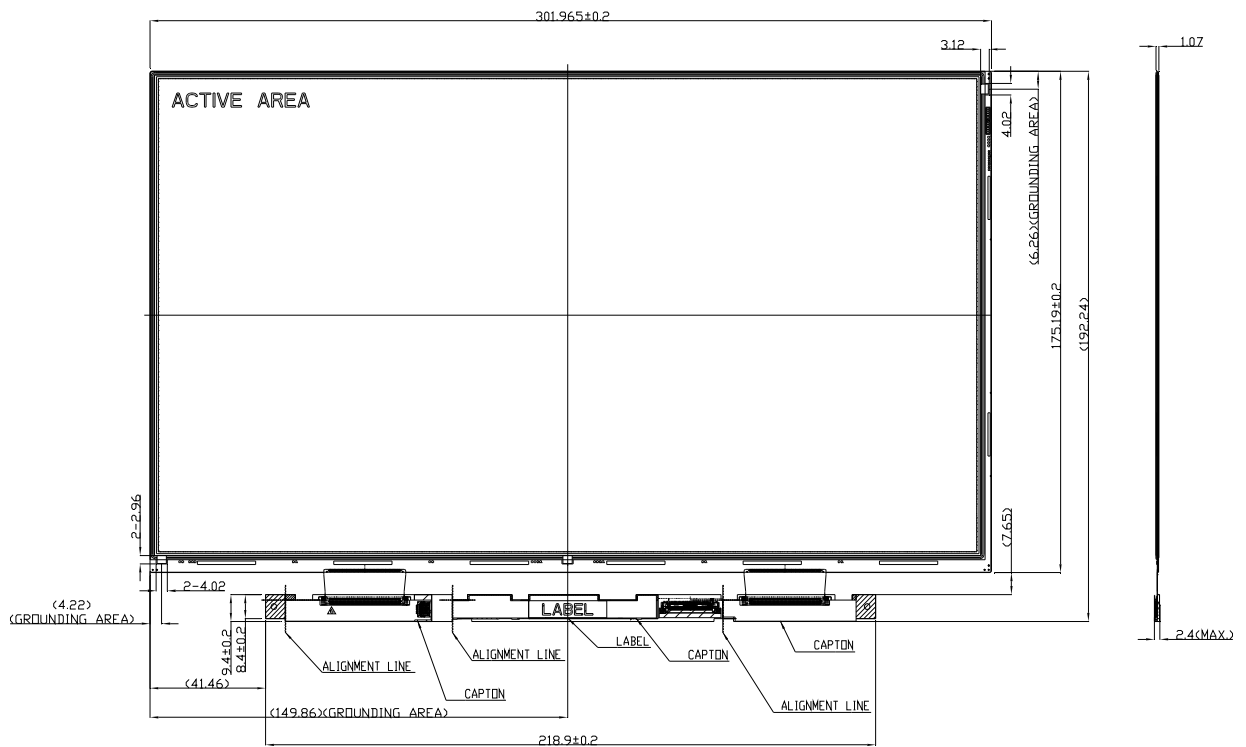 301.965±0.2
3.12
1.07
ACTIVE AREA
4.02
(6.26)(GROUNDING AREA)
175.19±0.2
(192.24)
2-2.96
(7.65)
2-4.02
(4.22)
(GROUNDING AREA)
LABEL
9.4±0.2
8.4±0.2
2.4(MAX.)
ALIGNMENT LINE
ALIGNMENT LINE
LABEL
CAPTON
CAPTON
(41.46)
CAPTON
ALIGNMENT LINE
(149.86)(GROUNDING AREA)
218.9±0.2